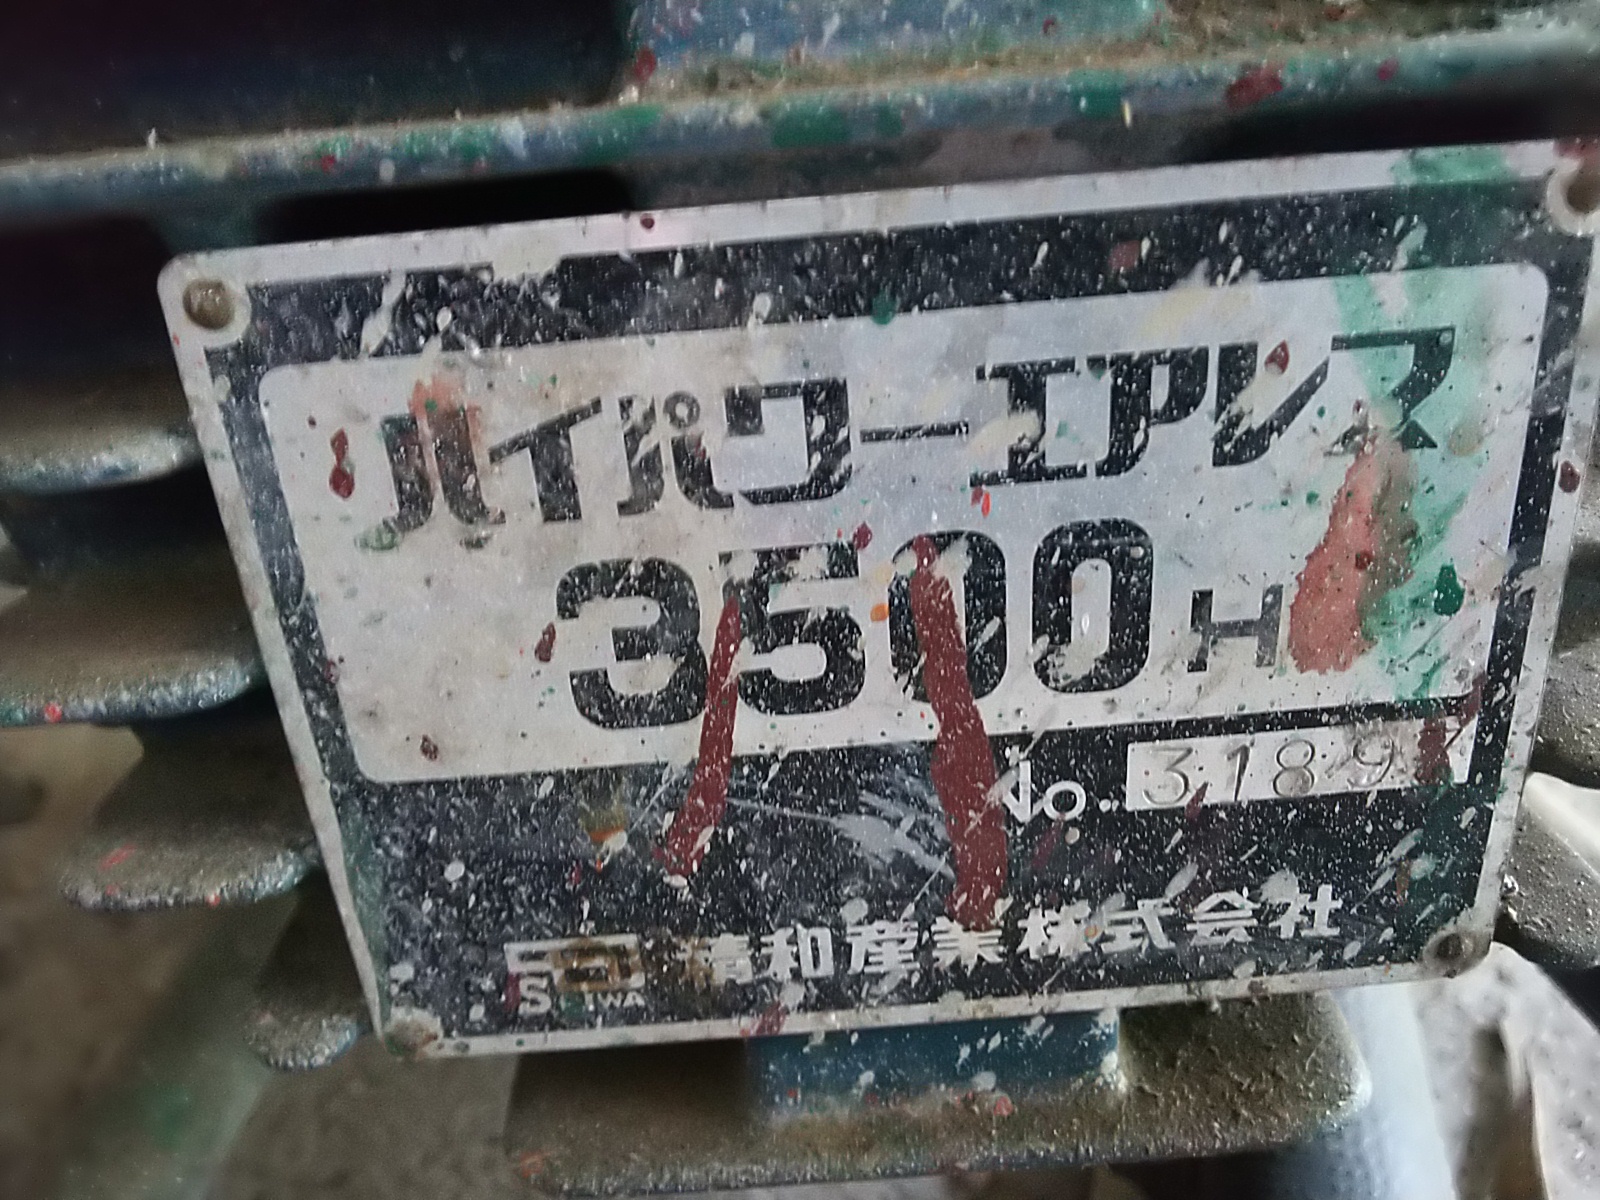 ハイパワーエアレス
3500H
No. 3189
SEIWA 精和産業株式会社